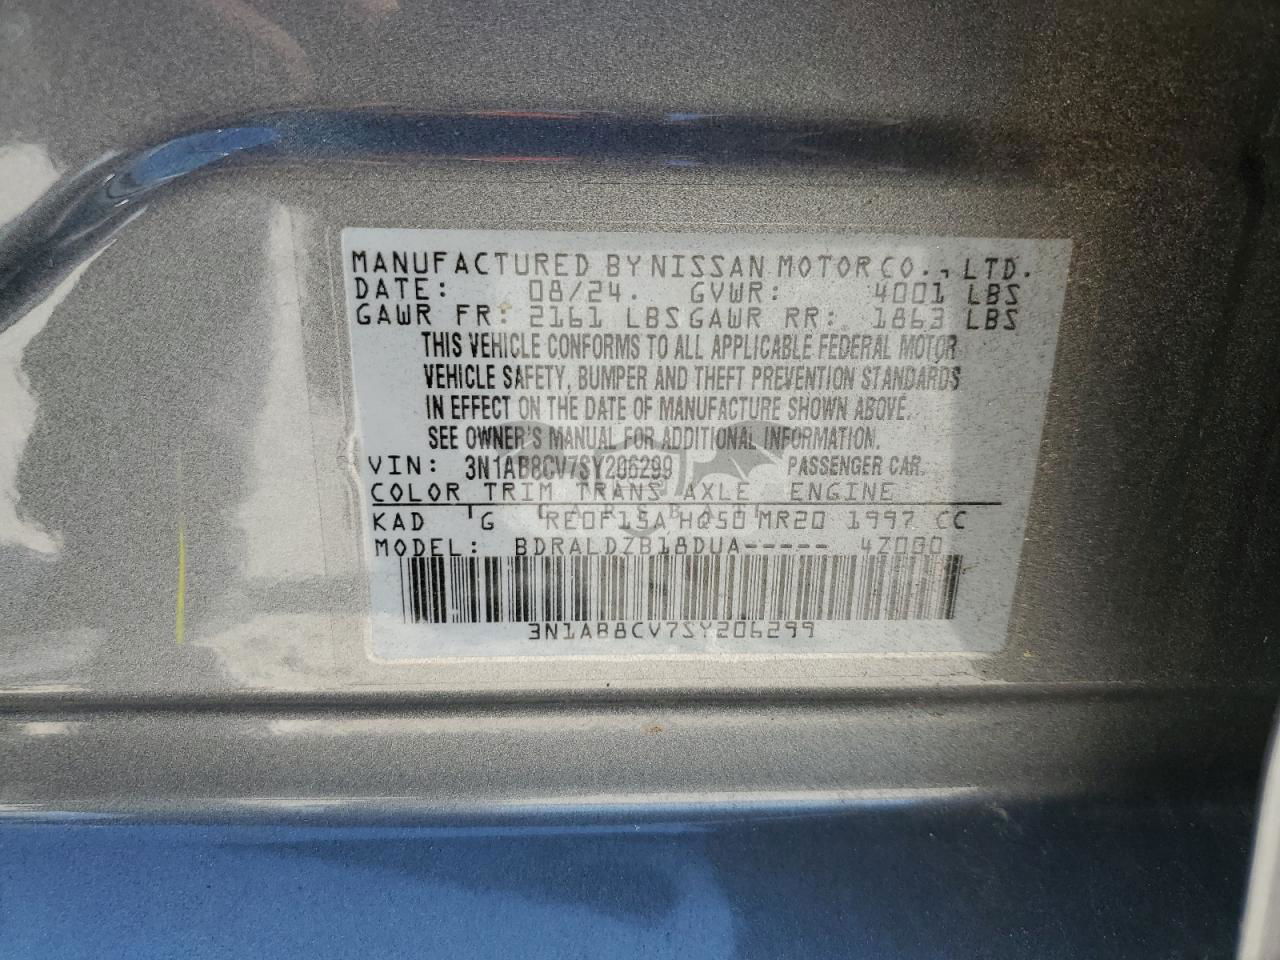 MANUFACTURED BY NISSAN MOTOR CO., LTD.
DATE: 08/24. GVWR: 4001 LBS
GAWR FR: 2161 LBS GAWR RR: 1863 LBS
THIS VEHICLE CONFORMS TO ALL APPLICABLE FEDERAL MOTOR
VEHICLE SAFETY, BUMPER AND THEFT PREVENTION STANDARDS
IN EFFECT ON THE DATE OF MANUFACTURE SHOWN ABOVE.
SEE OWNER'S MANUAL FOR ADDITIONAL INFORMATION.
VIN: 3N1AB8CV7SY206299 PASSENGER CAR.
COLOR TRIM TRANS AXLE ENGINE
CARSBAT
KAD G RE0F15A HQ50 MR20 1997 CC
MODEL: BDRALDZB18DUA----- 4Z000
3N1AB8CV7SY206299